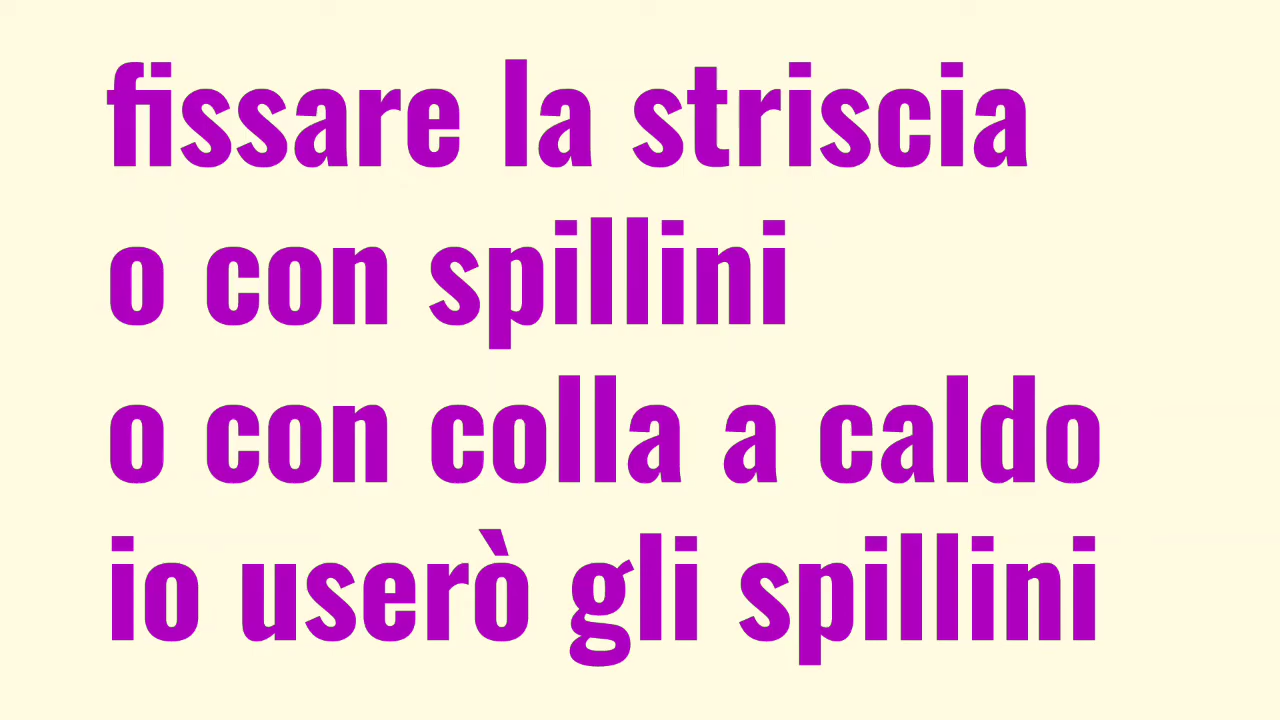 fissare la striscia
o con spillini
o con colla a caldo
io userò gli spillini